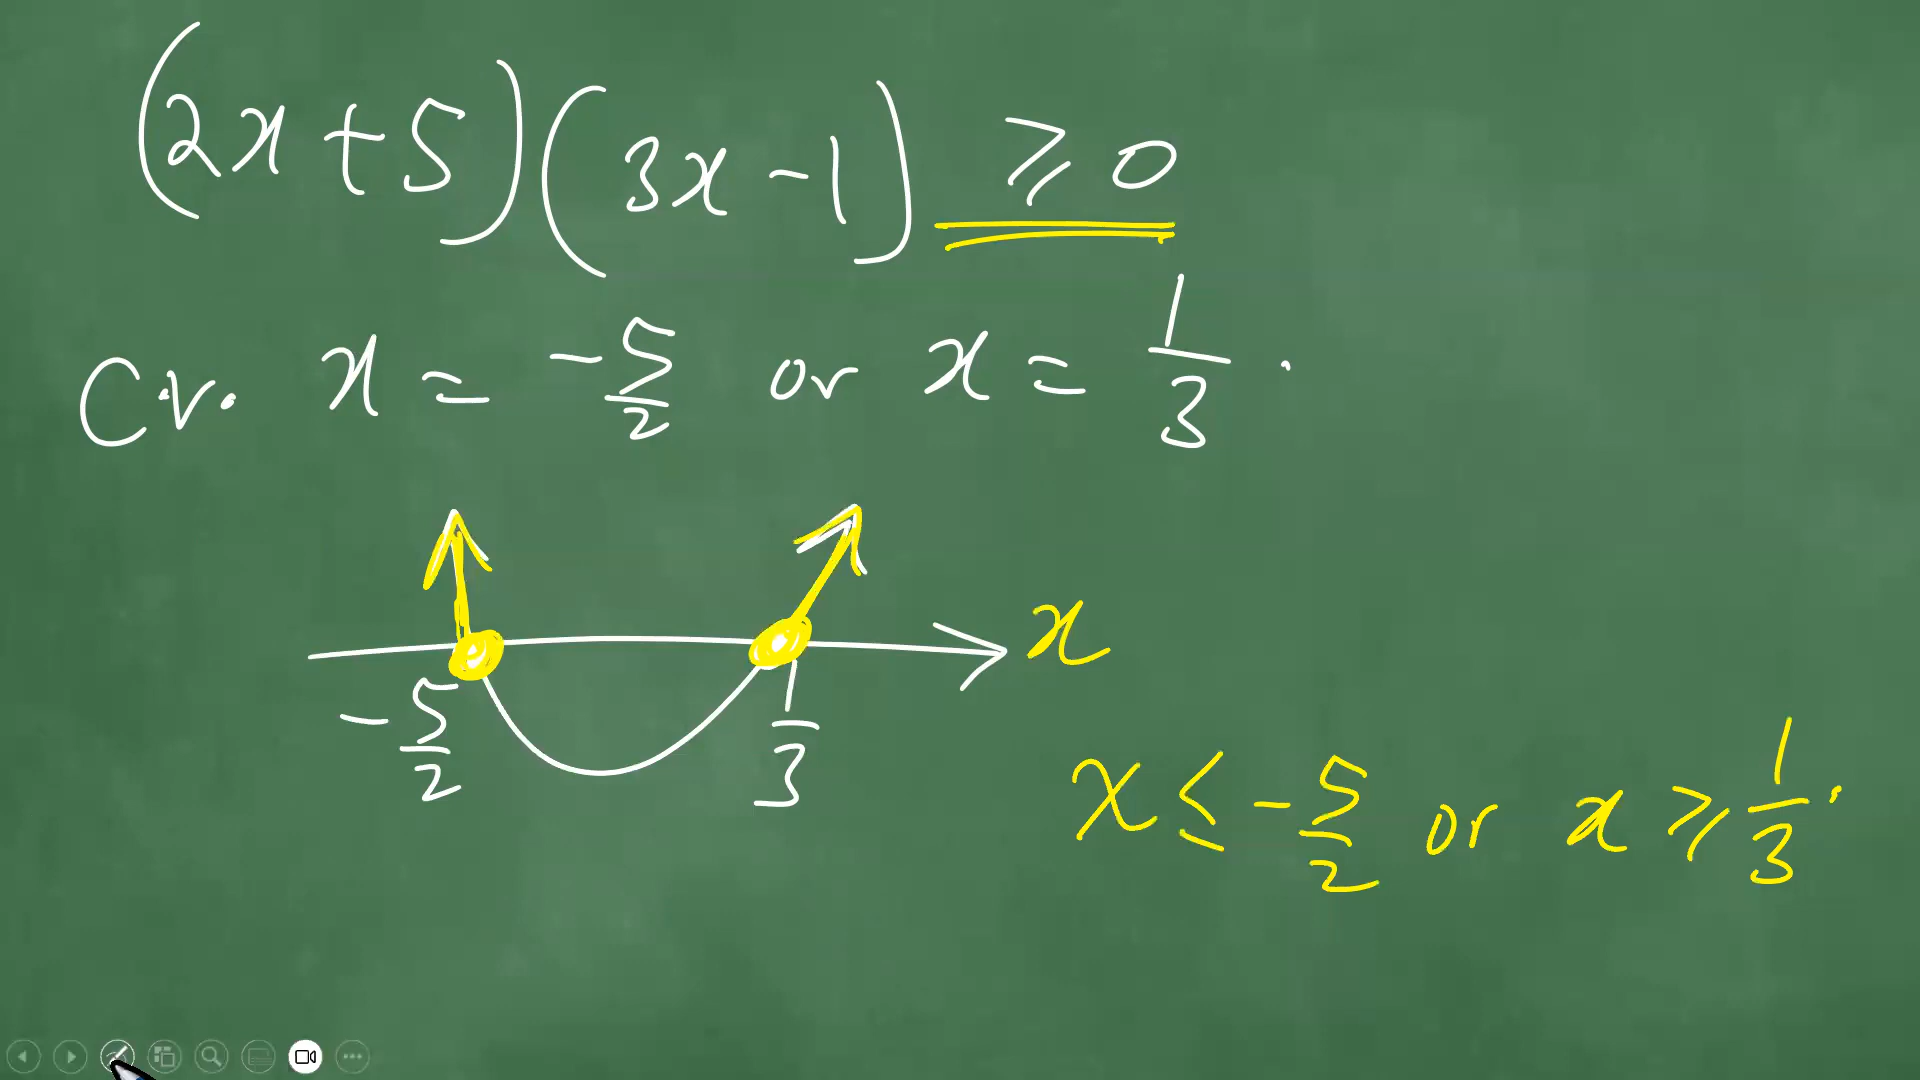 (2x + 5)(3x - 1) ≥ 0
C.V. x = -5/2 or x = 1/3.
x
-5/2 1/3
x ≤ -5/2 or x ≥ 1/3.